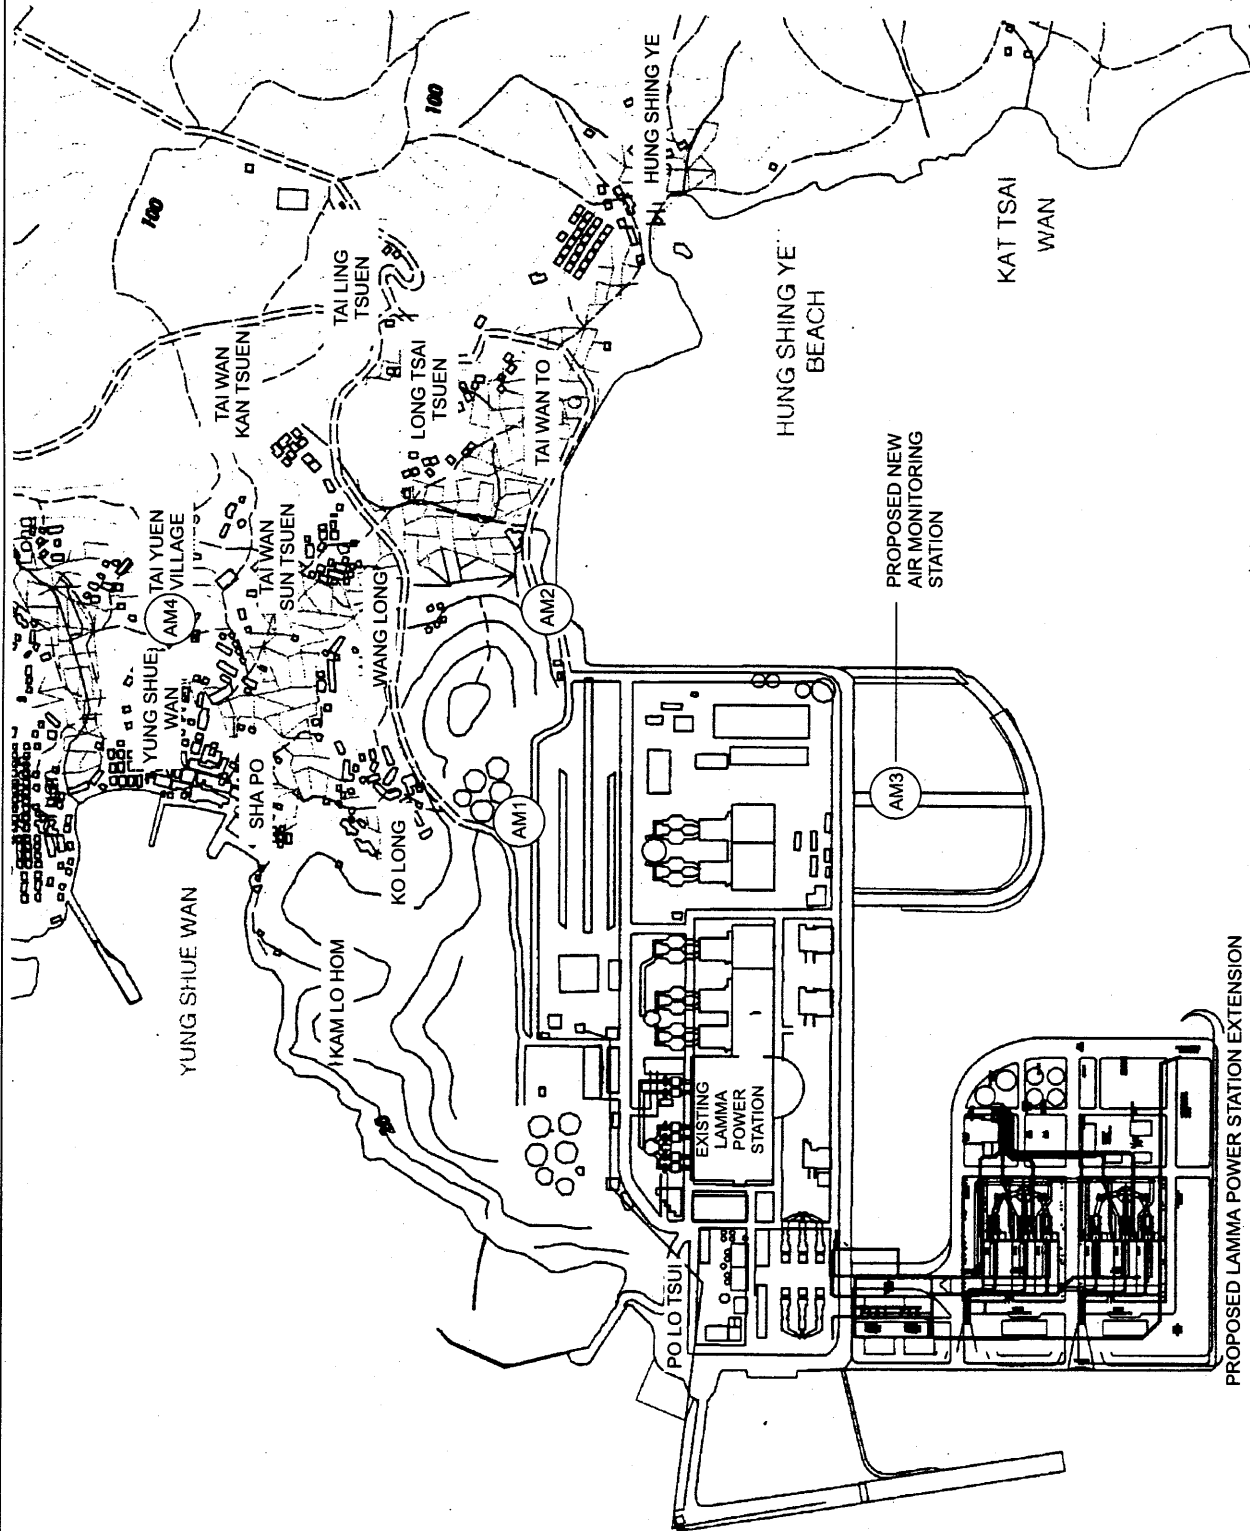 100
100
HUNG SHING YE
TAI LING
TSUEN
TAI WAN
KAN TSUEN
LONG TSAI
TSUEN
TAI WAN TO
HUNG SHING YE
BEACH
KAT TSAI
WAN
TAI YUEN
VILLAGE
AM4
TAI WAN
SUN TSUEN
WANG LONG
YUNG SHUE
WAN
SHA PO
KO LONG
AM1
AM2
PROPOSED NEW
AIR MONITORING
STATION
AM3
YUNG SHUE WAN
KAM LO HOM
EXISTING
LAMMA
POWER
STATION
PO LO TSUI
PROPOSED LAMMA POWER STATION EXTENSION